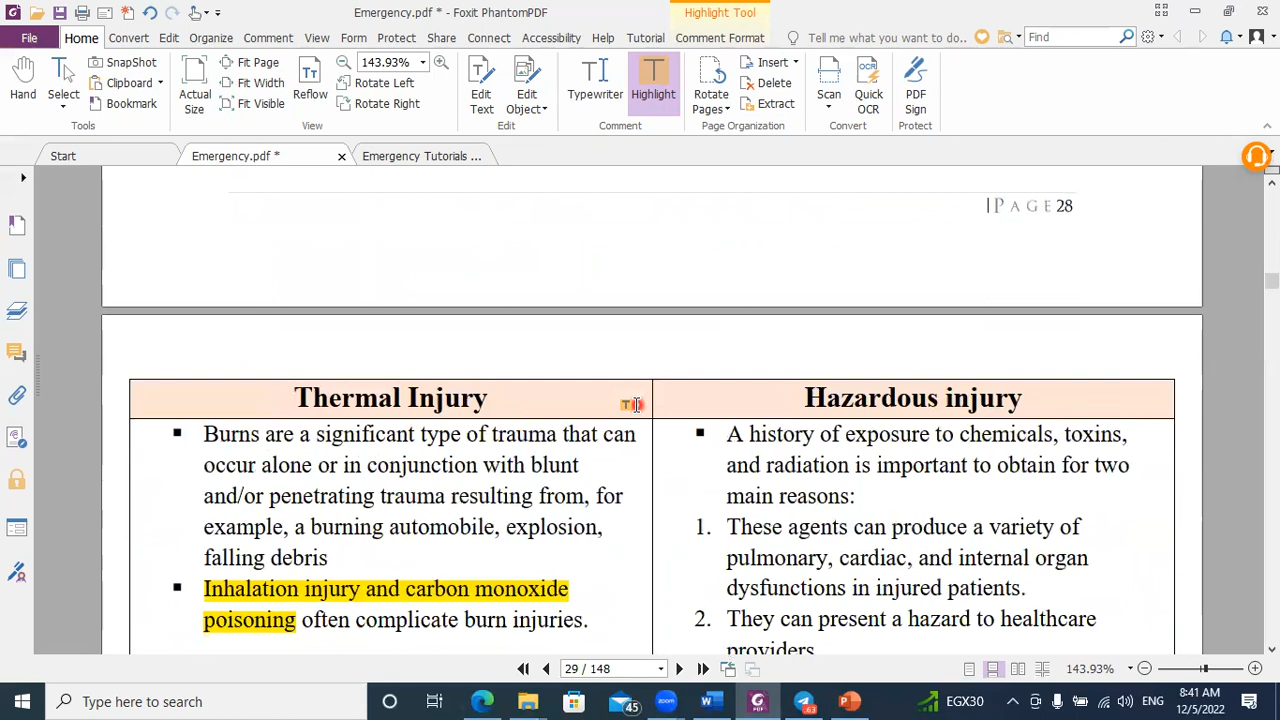 Emergency.pdf * - Foxit PhantomPDF
Highlight Tool
File Home Convert Edit Organize Comment View Form Protect Share Connect Accessibility Help Tutorial Comment Format Tell me what you want to do... Find
Hand
Select
SnapShot
Clipboard
Bookmark
Tools
Actual Size
Fit Page
Fit Width
Fit Visible
Reflow
143.93%
Rotate Left
Rotate Right
View
Edit Text
Edit Object
Edit
Typewriter
Highlight
Comment
Rotate Pages
Insert
Delete
Extract
Page Organization
Scan
Quick OCR
Convert
PDF Sign
Protect
Start
Emergency.pdf *
Emergency Tutorials ...
| PAGE 28
Thermal Injury
Burns are a significant type of trauma that can
occur alone or in conjunction with blunt
and/or penetrating trauma resulting from, for
example, a burning automobile, explosion,
falling debris
Inhalation injury and carbon monoxide
poisoning often complicate burn injuries.
Hazardous injury
A history of exposure to chemicals, toxins,
and radiation is important to obtain for two
main reasons:
1. These agents can produce a variety of
pulmonary, cardiac, and internal organ
dysfunctions in injured patients.
2. They can present a hazard to healthcare
providers
29 / 148
143.93%
Type here to search
45
63
EGX30
ENG
8:41 AM
12/5/2022